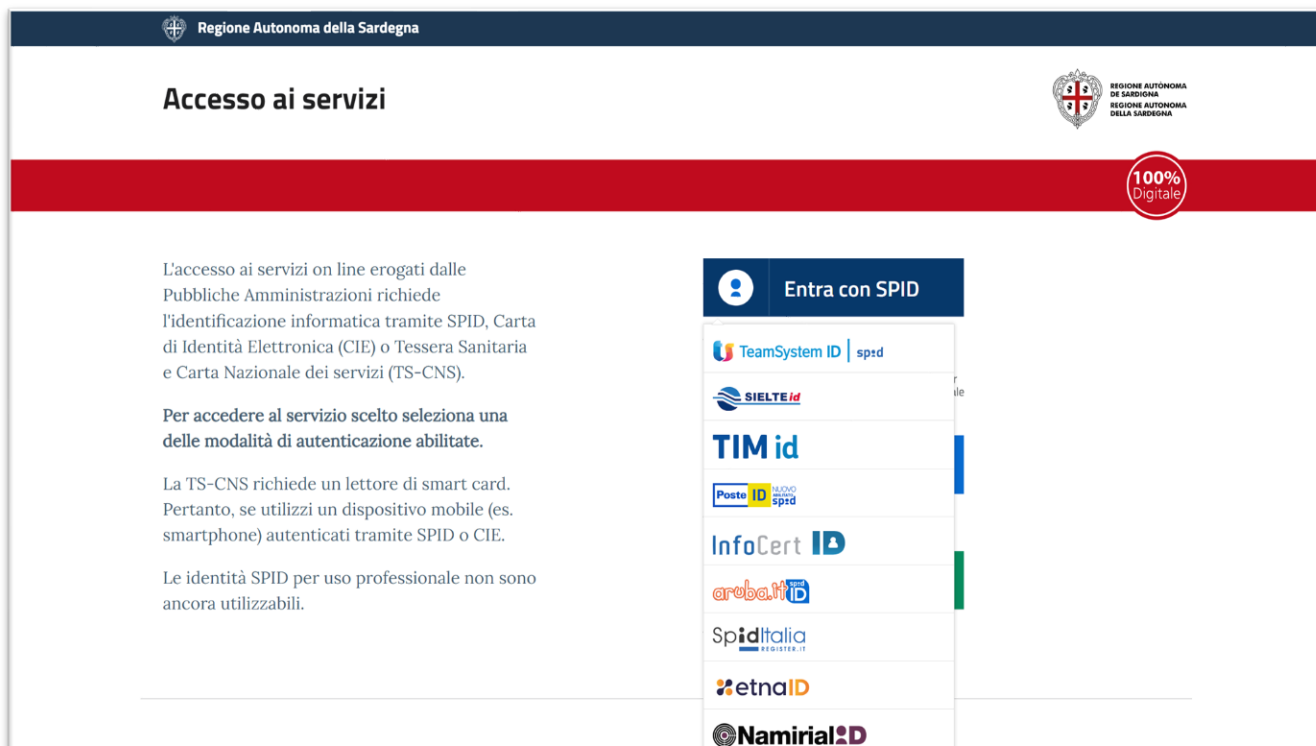 Regione Autonoma della Sardegna
Accesso ai servizi
REGIONE AUTÒNOMA
DE SARDIGNA
REGIONE AUTONOMA
DELLA SARDEGNA
100%
Digitale
L'accesso ai servizi on line erogati dalle
Pubbliche Amministrazioni richiede
l'identificazione informatica tramite SPID, Carta
di Identità Elettronica (CIE) o Tessera Sanitaria
e Carta Nazionale dei servizi (TS-CNS).
Per accedere al servizio scelto seleziona una
delle modalità di autenticazione abilitate.
La TS-CNS richiede un lettore di smart card.
Pertanto, se utilizzi un dispositivo mobile (es.
smartphone) autenticati tramite SPID o CIE.
Le identità SPID per uso professionale non sono
ancora utilizzabili.
Entra con SPID
TeamSystem ID spid
SIELTE id
TIM id
Poste ID NUOVO spid
InfoCert ID
aruba.it spid ID
SpidItalia
REGISTER.IT
etnaID
Namirial ID